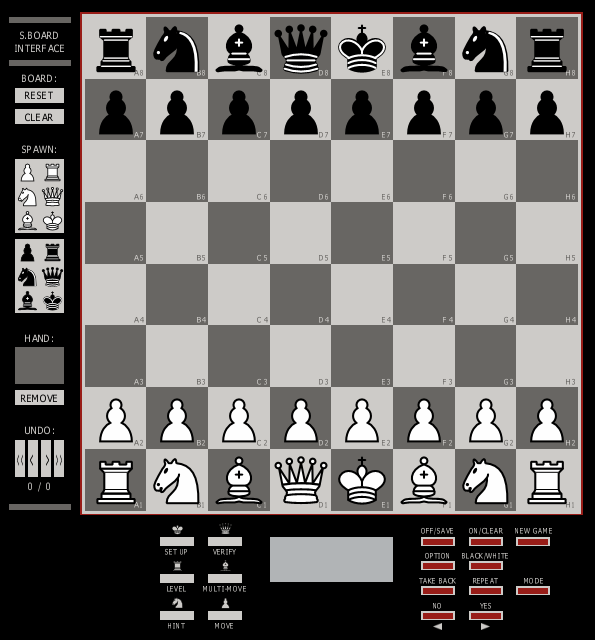 S.BOARD
INTERFACE
BOARD:
RESET
CLEAR
SPAWN:
HAND:
REMOVE
UNDO:
⟨⟨ ⟨ ⟩ ⟩⟩
0 / 0
A8 B8 C8 D8 E8 F8 G8 H8
A7 B7 C7 D7 E7 F7 G7 H7
A6 B6 C6 D6 E6 F6 G6 H6
A5 B5 C5 D5 E5 F5 G5 H5
A4 B4 C4 D4 E4 F4 G4 H4
A3 B3 C3 D3 E3 F3 G3 H3
A2 B2 C2 D2 E2 F2 G2 H2
A1 B1 C1 D1 E1 F1 G1 H1
SET UP VERIFY
LEVEL MULTI-MOVE
HINT MOVE
OFF/SAVE ON/CLEAR NEW GAME
OPTION BLACK/WHITE
TAKE BACK REPEAT MODE
NO YES